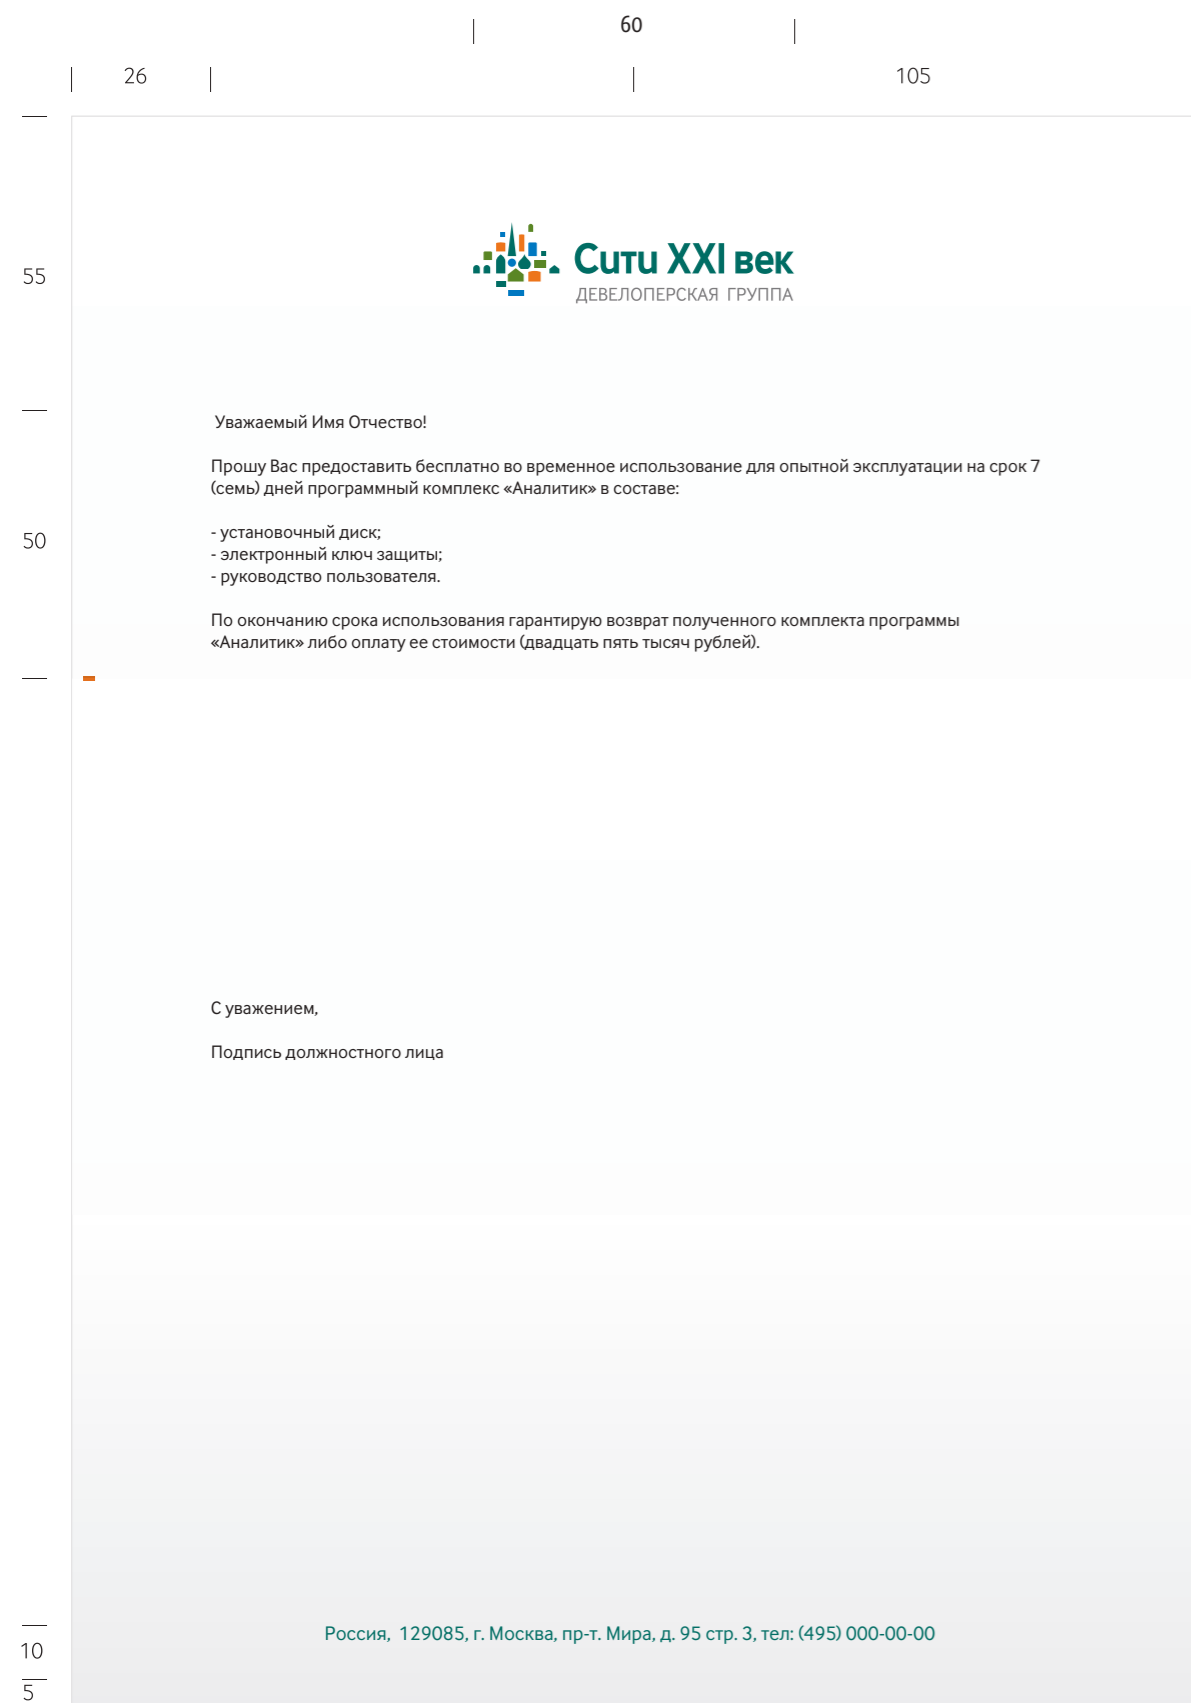 60
26
105
55
Сити XXI век
ДЕВЕЛОПЕРСКАЯ ГРУППА
Уважаемый Имя Отчество!
Прошу Вас предоставить бесплатно во временное использование для опытной эксплуатации на срок 7
(семь) дней программный комплекс «Аналитик» в составе:
- установочный диск;
50
- электронный ключ защиты;
- руководство пользователя.
По окончанию срока использования гарантирую возврат полученного комплекта программы
«Аналитик» либо оплату ее стоимости (двадцать пять тысяч рублей).
С уважением,
Подпись должностного лица
Россия, 129085, г. Москва, пр-т. Мира, д. 95 стр. 3, тел: (495) 000-00-00
10
5